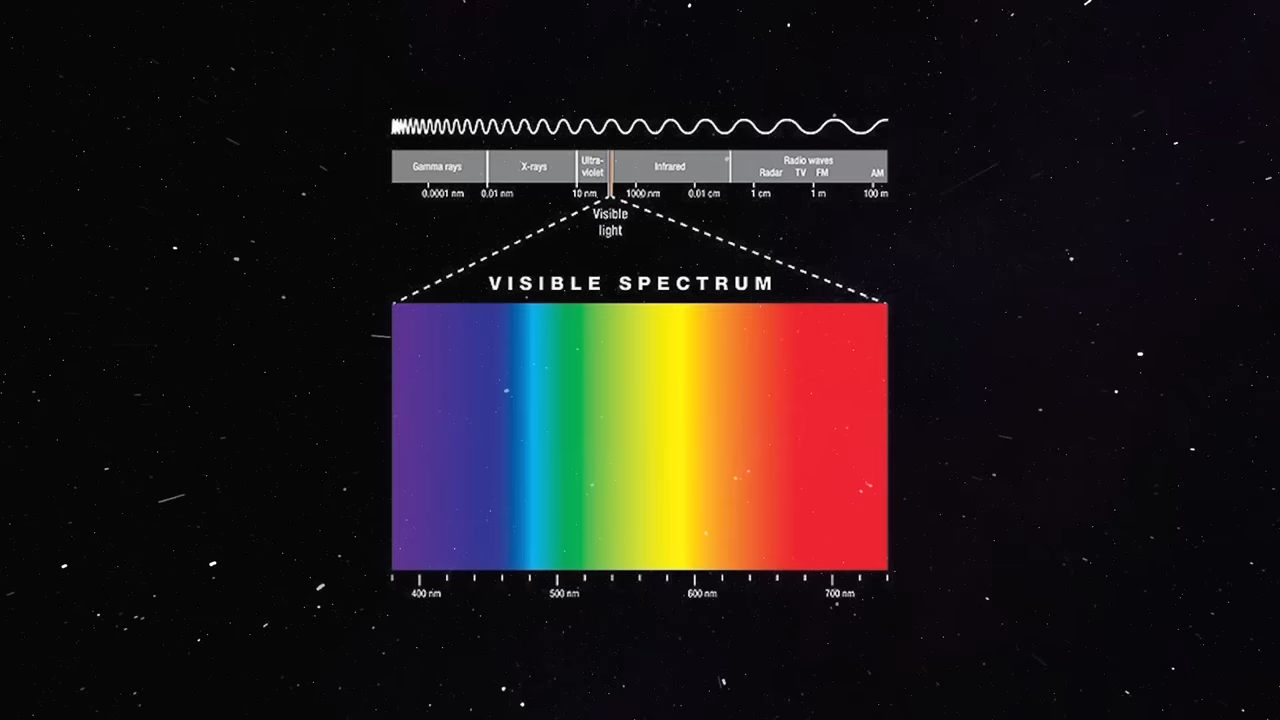 Gamma rays
X-rays
Ultra-
violet
Infrared
Radio waves
Radar TV FM AM
0.0001 nm 0.01 nm 10 nm 1000 nm 0.01 cm 1 cm 1 m 100 m
Visible
light
VISIBLE SPECTRUM
400 nm 500 nm 600 nm 700 nm